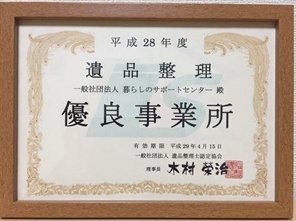 平成28年度
遺品整理
一般社団法人 暮らしのサポートセンター 殿
優良事業所
有効期限 平成29年4月15日
一般社団法人 遺品整理士認定協会
理事長 木村榮治